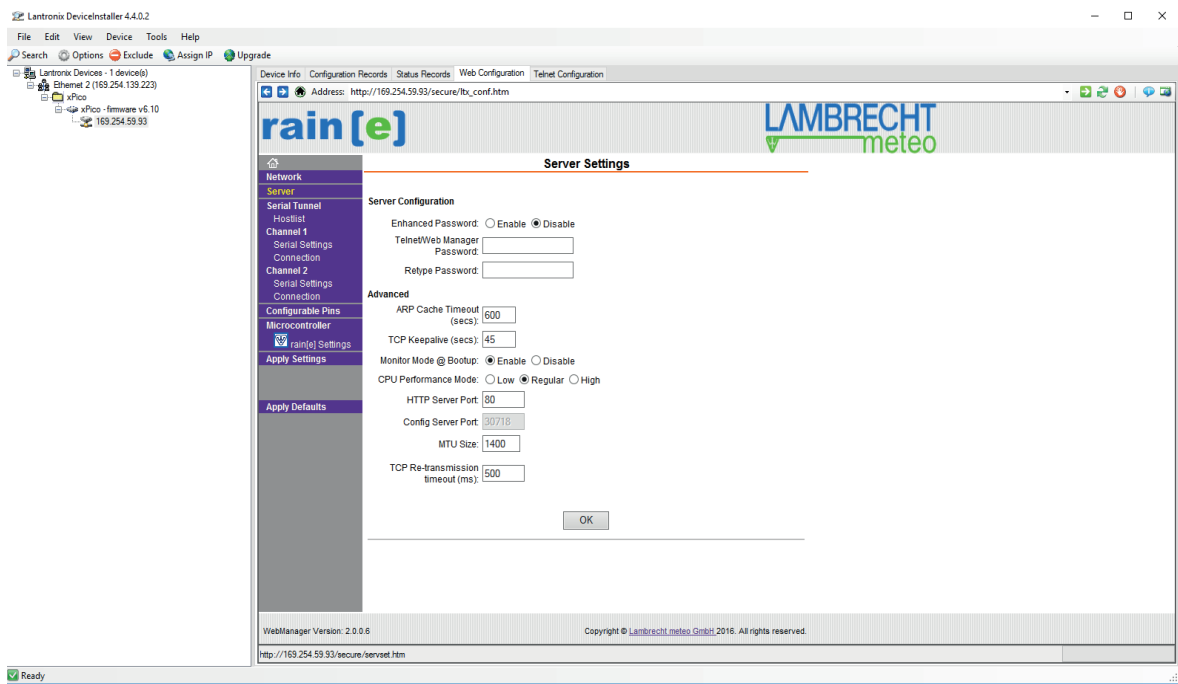 Lantronix DeviceInstaller 4.4.0.2
File Edit View Device Tools Help
Search Options Exclude Assign IP Upgrade
Lantronix Devices - 1 device(s)
Ethernet 2 (169.254.139.223)
xPico
xPico - firmware v6.10
169.254.59.93
Device Info Configuration Records Status Records Web Configuration Telnet Configuration
Address: http://169.254.59.93/secure/ltx_conf.htm
rain[e]
LAMBRECHT
meteo
Network
Server
Serial Tunnel
Hostlist
Channel 1
Serial Settings
Connection
Channel 2
Serial Settings
Connection
Configurable Pins
Microcontroller
rain[e] Settings
Apply Settings
Apply Defaults
Server Settings
Server Configuration
Enhanced Password: Enable Disable
Telnet/Web Manager
Password:
Retype Password:
Advanced
ARP Cache Timeout
(secs): 600
TCP Keepalive (secs): 45
Monitor Mode @ Bootup: Enable Disable
CPU Performance Mode: Low Regular High
HTTP Server Port: 80
Config Server Port: 30718
MTU Size: 1400
TCP Re-transmission
timeout (ms): 500
OK
WebManager Version: 2.0.0.6
Copyright © Lambrecht meteo GmbH 2016. All rights reserved.
http://169.254.59.93/secure/servset.htm
Ready